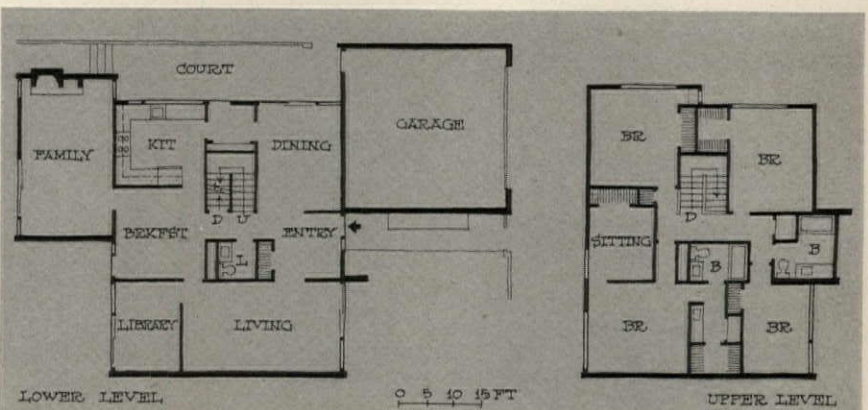 COURT
GARAGE
FAMILY
KIT
DINING
D U
BRKFST
ENTRY
L
LIBRARY
LIVING
LOWER LEVEL
0 5 10 15 FT
BR
BR
D
SITTING
B
B
BR
BR
UPPER LEVEL